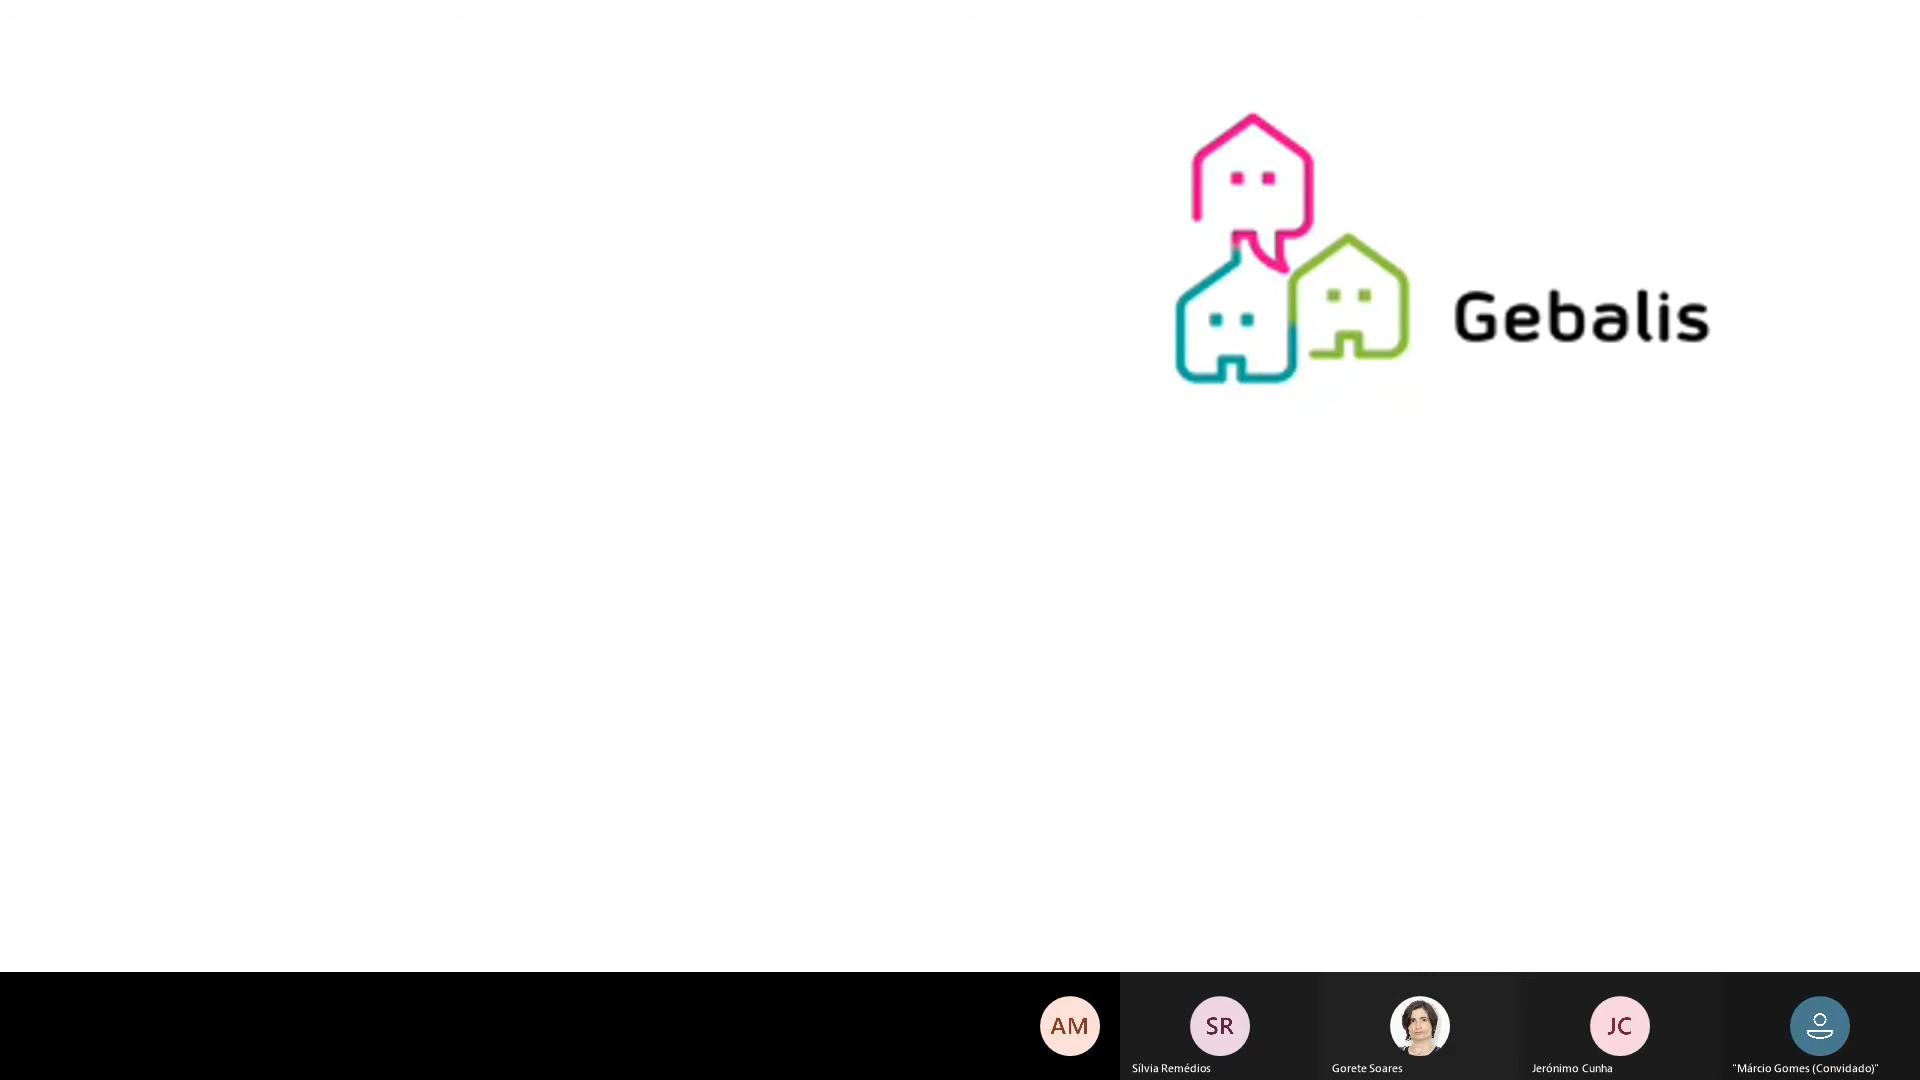 Gebalis
AM
SR
JC
Sílvia Remédios
Gorete Soares
Jerónimo Cunha
"Márcio Gomes (Convidado)"